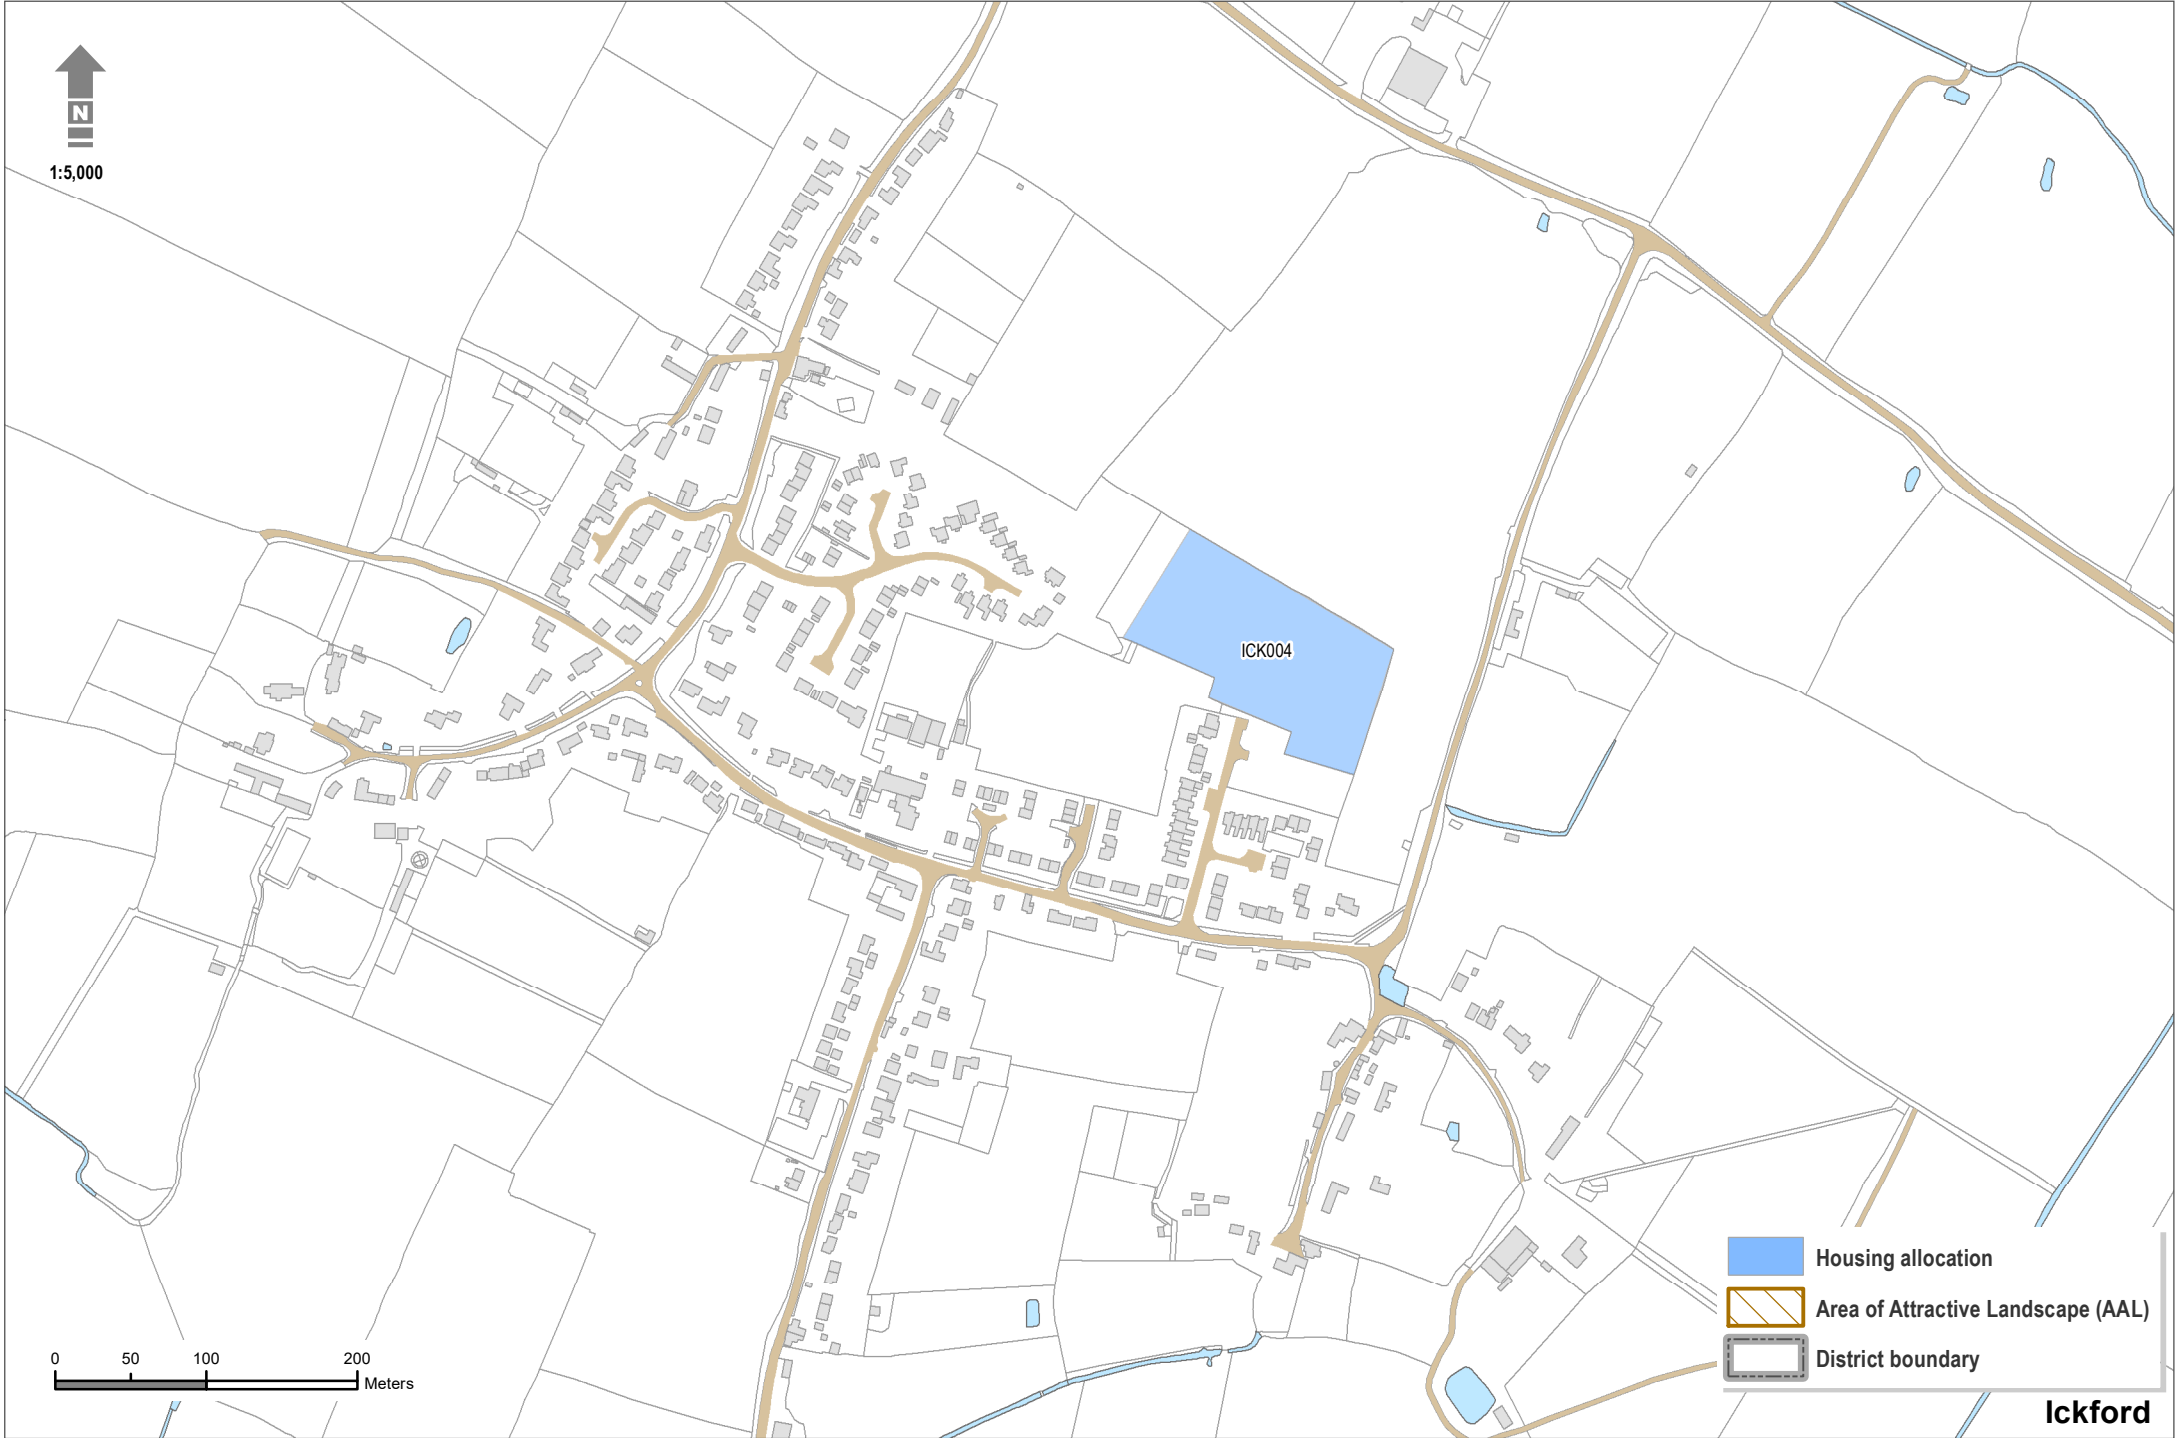 N
1:5,000
ICK004
Housing allocation
Area of Attractive Landscape (AAL)
District boundary
0 50 100 200
Meters
Ickford